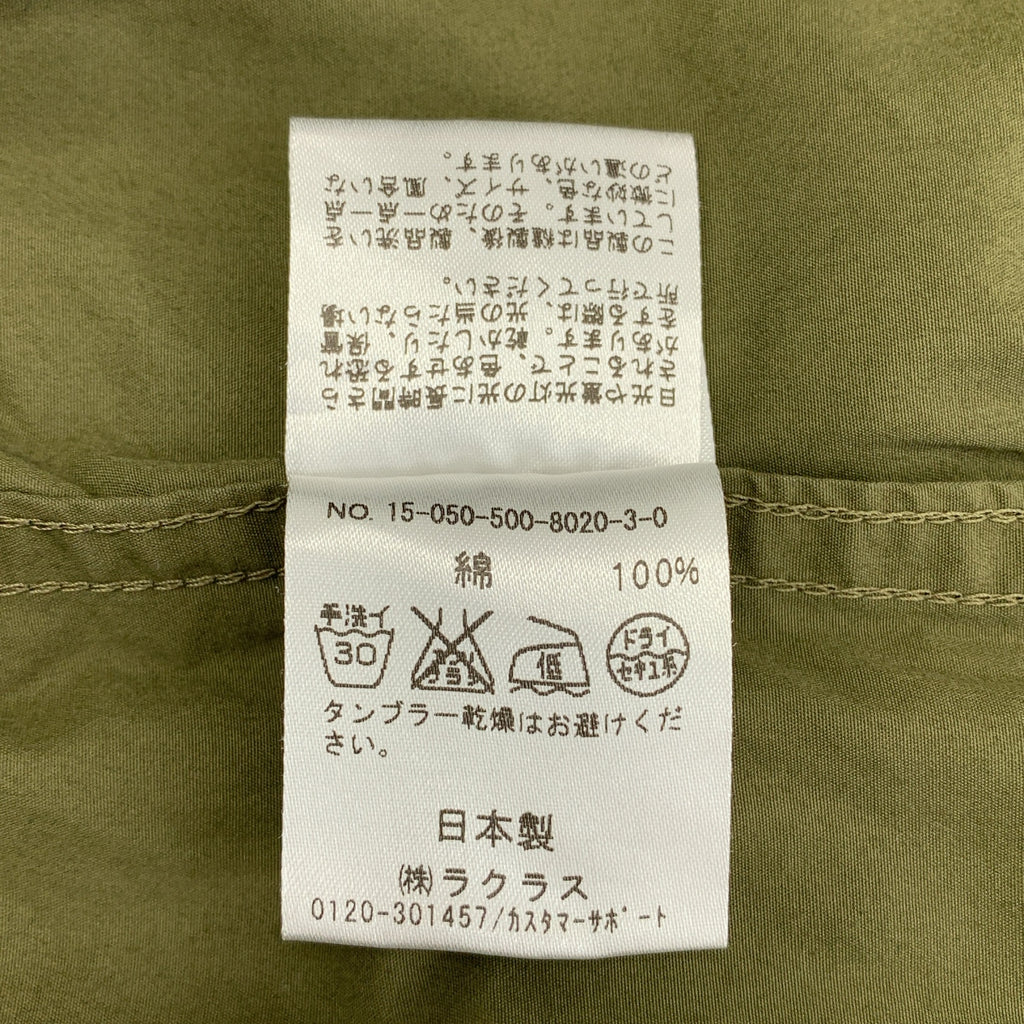 日光や蛍光灯の光に長時間さら
されることで、色あせする恐れ
があります。乾かしたり、保管
をする際は、光の当たらない場
所で行ってください。
この製品は縫製後、製品洗いを
しています。そのため一点一点
に微妙な色、サイズ、風合いな
どの違いがあります。
NO. 15-050-500-8020-3-0
綿 100%
手洗イ 30 エンソサラシ 低 ドライ セキユ系
タンブラー乾燥はお避けくだ
さい。
日本製
㈱ラクラス
0120-301457/カスタマーサポート